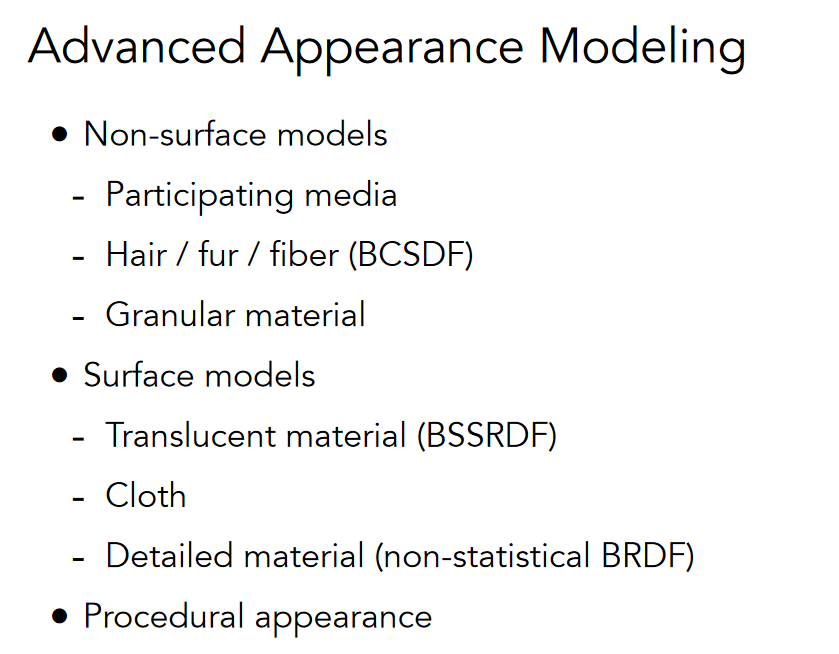 Advanced Appearance Modeling
• Non-surface models
- Participating media
- Hair / fur / fiber (BCSDF)
- Granular material
• Surface models
- Translucent material (BSSRDF)
- Cloth
- Detailed material (non-statistical BRDF)
• Procedural appearance